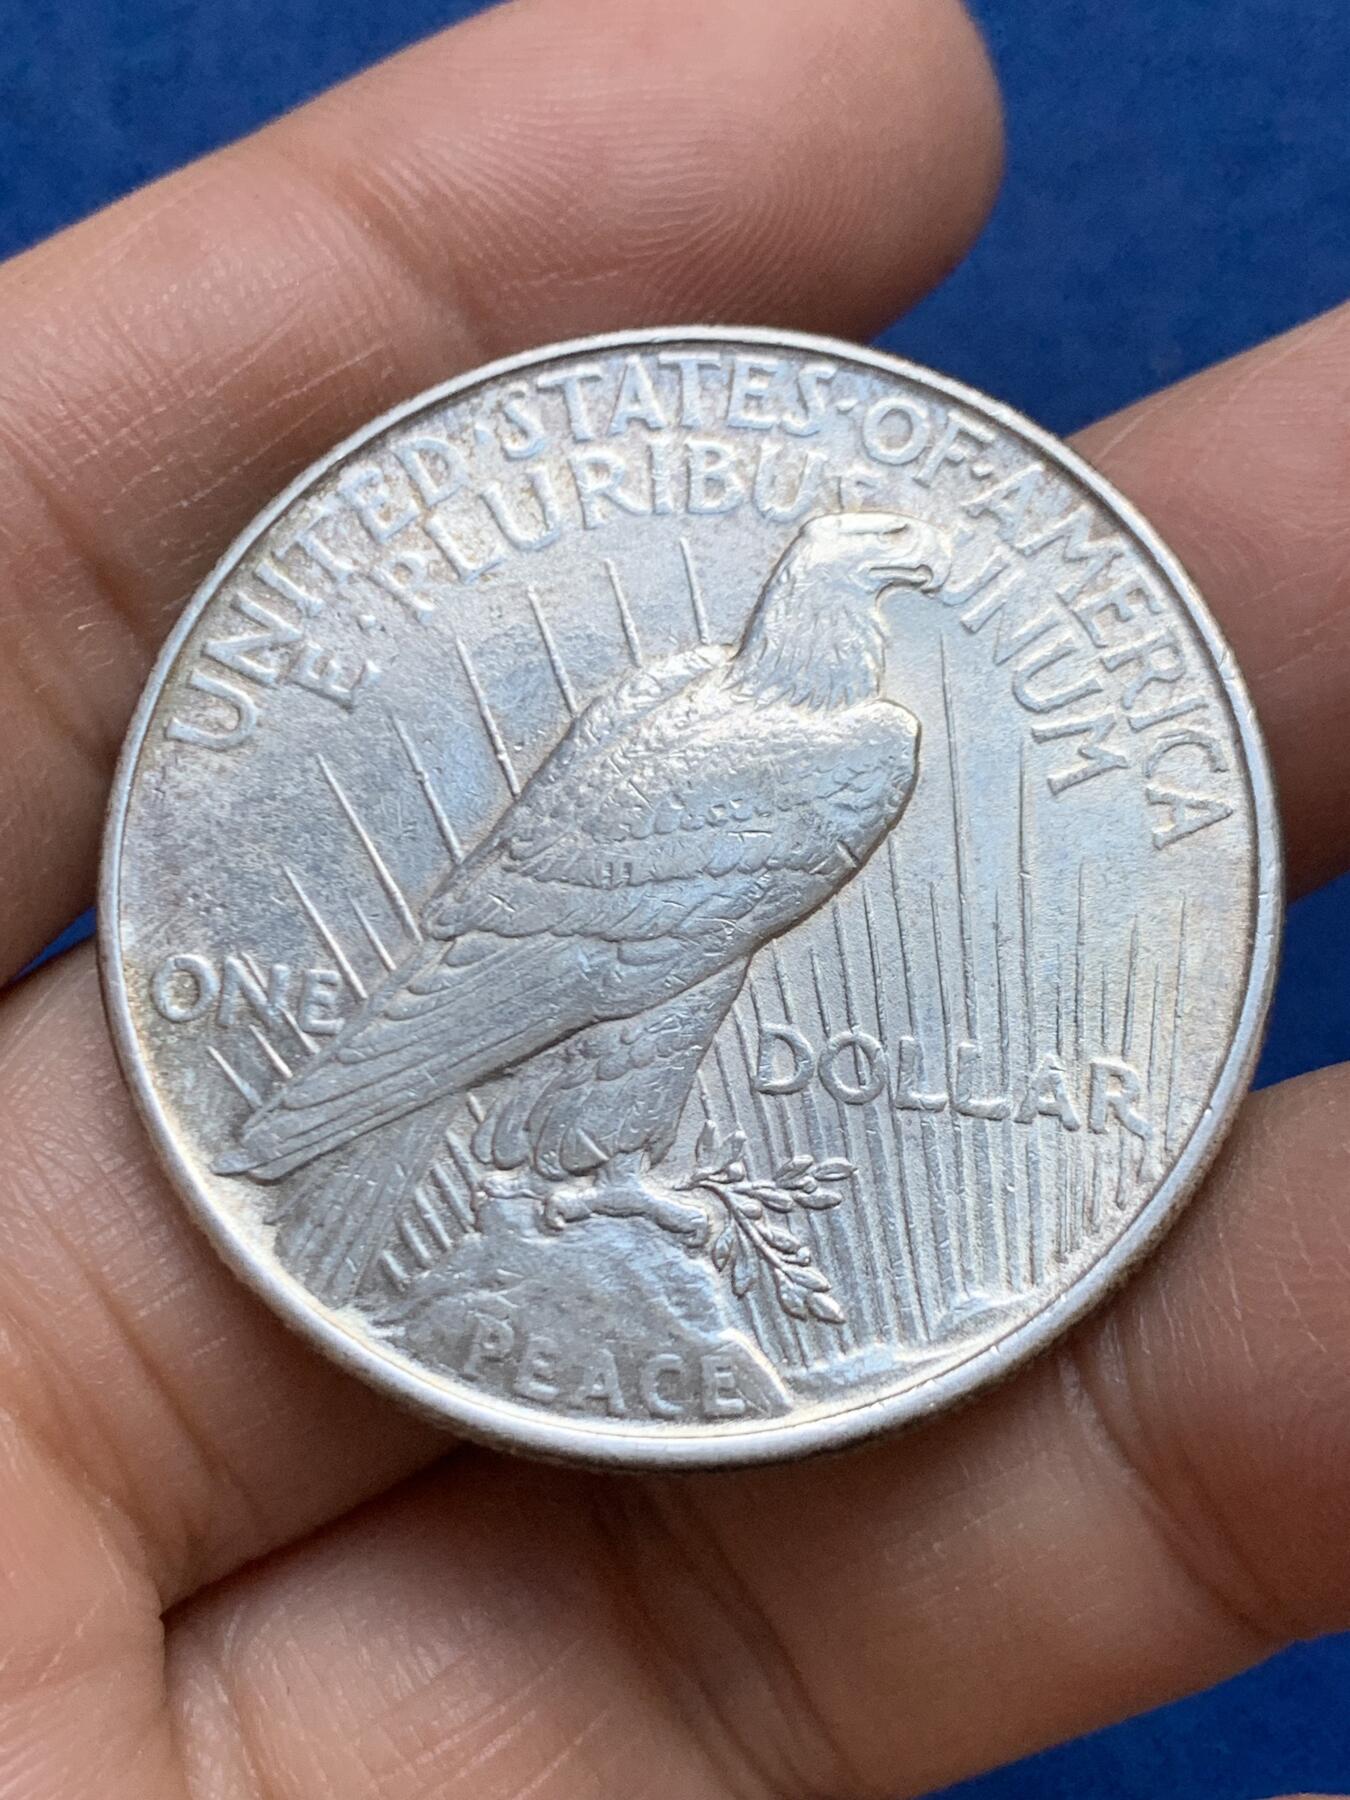 UNITED·STATES·OF·AMERICA
E·PLURIBUS UNUM
ONE DOLLAR
PEACE